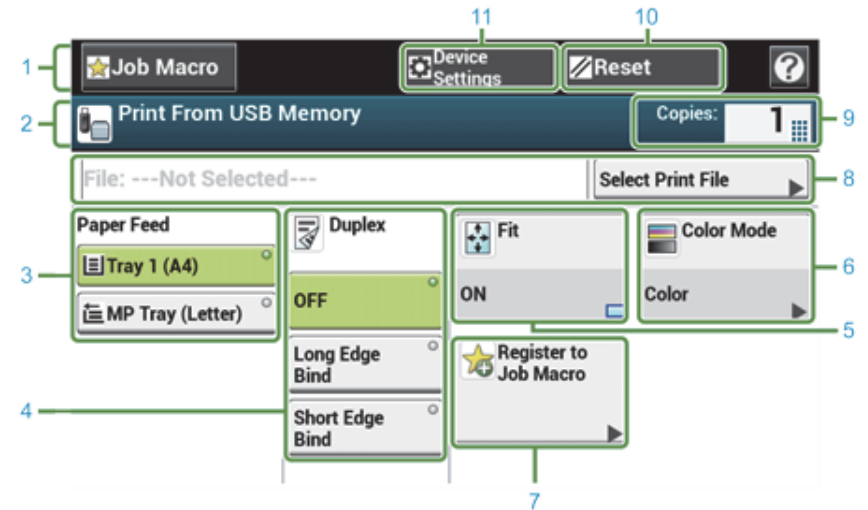 11
10
1
Job Macro
Device
Settings
Reset
?
2
Print From USB Memory
Copies:
1
9
File: ---Not Selected---
Select Print File
8
Paper Feed
Duplex
Fit
Color Mode
3
Tray 1 (A4)
OFF
ON
Color
6
MP Tray (Letter)
5
Long Edge
Bind
Register to
Job Macro
4
Short Edge
Bind
7